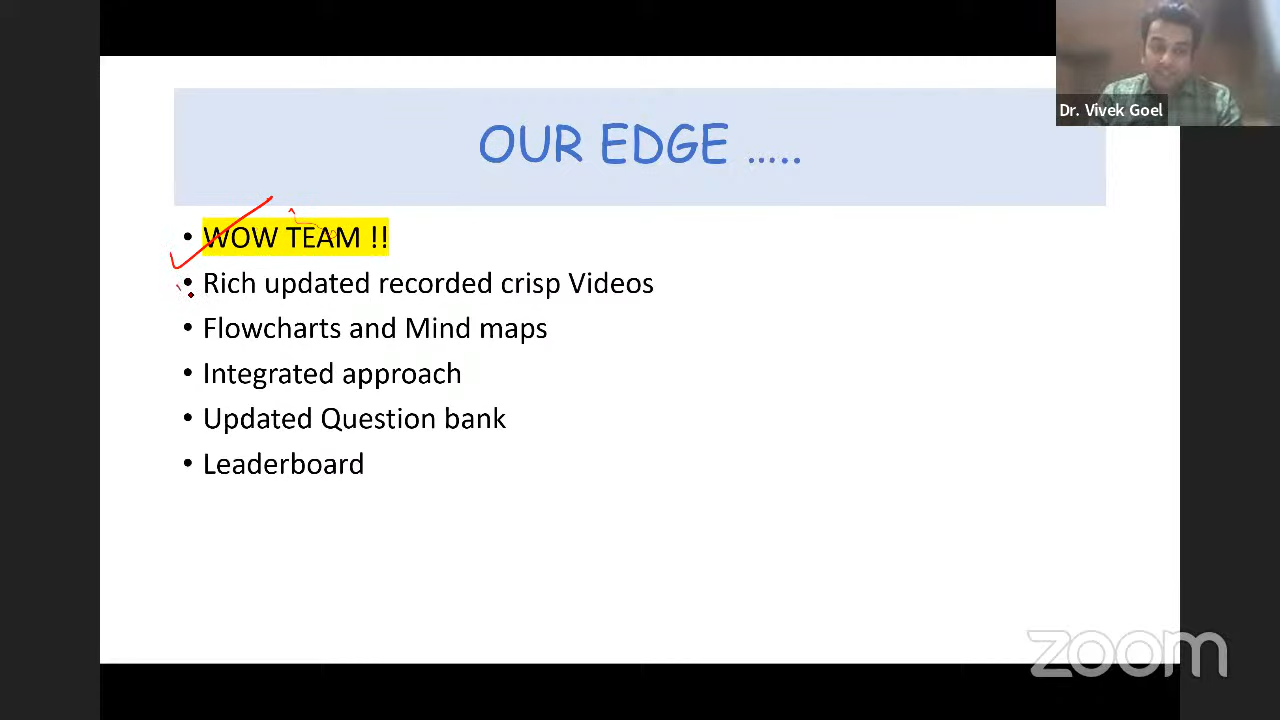 Dr. Vivek Goel
OUR EDGE …..
• WOW TEAM !!
• Rich updated recorded crisp Videos
• Flowcharts and Mind maps
• Integrated approach
• Updated Question bank
• Leaderboard
zoom